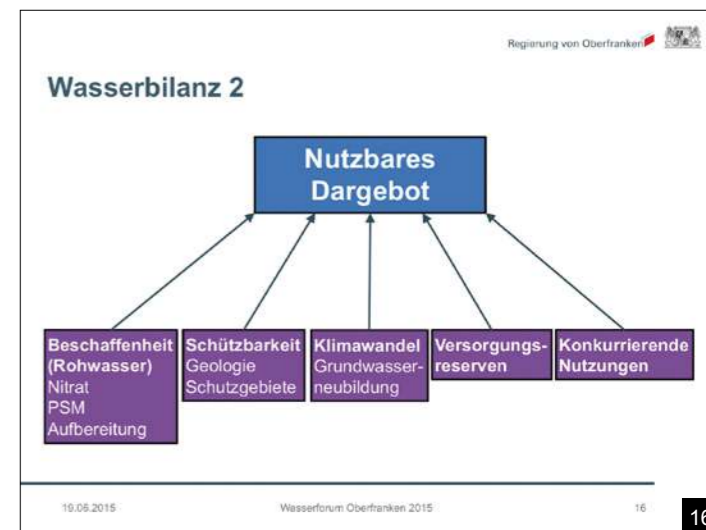 Regierung von Oberfranken
Wasserbilanz 2
Nutzbares
Dargebot
Beschaffenheit
(Rohwasser)
Nitrat
PSM
Aufbereitung
Schützbarkeit
Geologie
Schutzgebiete
Klimawandel
Grundwasser-
neubildung
Versorgungs-
reserven
Konkurrierende
Nutzungen
19.06.2015
Wasserforum Oberfranken 2015
16
16